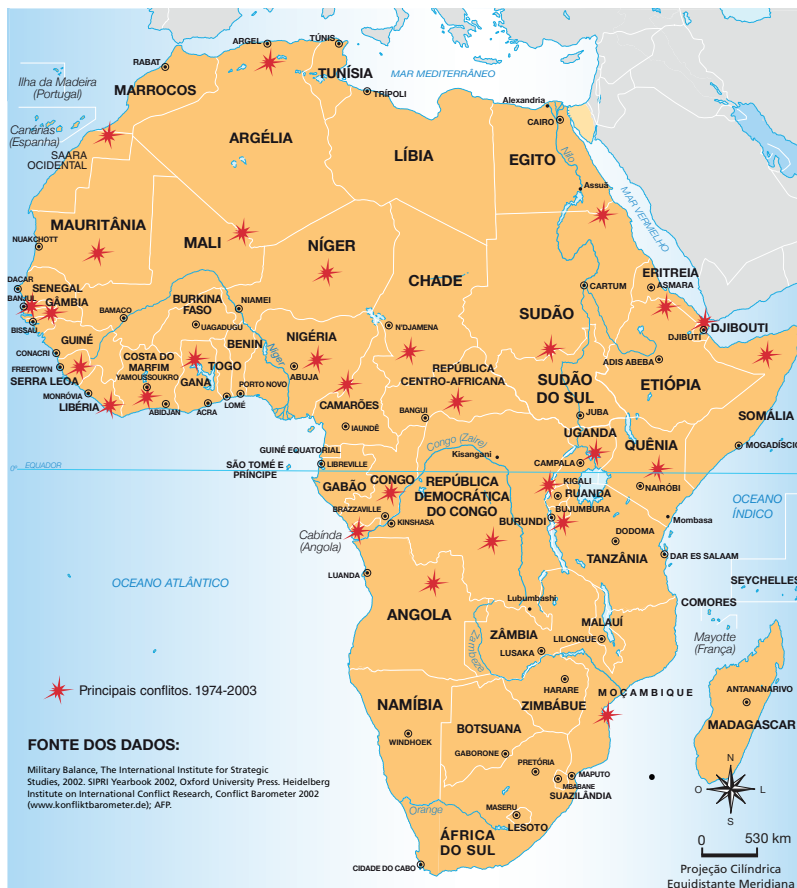 ARGEL
TÚNIS
RABAT
TUNÍSIA
MAR MEDITERRÂNEO
Ilha da Madeira
(Portugal)
MARROCOS
TRÍPOLI
Alexandria
CAIRO
Canárias
(Espanha)
ARGÉLIA
LÍBIA
EGITO
Nilo
SAARA
OCIDENTAL
Assuã
MAR VERMELHO
MAURITÂNIA
MALI
NÍGER
NUAKCHOTT
CHADE
ERITREIA
ASMARA
DACAR
SENEGAL
CARTUM
BANJUL
GÂMBIA
BURKINA
FASO
NIAMEI
SUDÃO
BAMACO
BISSAU
UAGADUGU
N'DJAMENA
DJIBOUTI
DJIBUTI
GUINÉ
BENIN
NIGÉRIA
Níger
CONACRI
COSTA DO
MARFIM
TOGO
REPÚBLICA
CENTRO-AFRICANA
ADIS ABEBA
FREETOWN
SERRA LEOA
YAMOUSSOUKRO
GANA
ABUJA
SUDÃO
DO SUL
ETIÓPIA
PORTO NOVO
MONRÓVIA
LIBÉRIA
ABIDJAN
ACRA
LOMÉ
CAMARÕES
BANGUI
JUBA
SOMÁLIA
IAUNDÊ
UGANDA
QUÊNIA
MOGADÍSCIO
GUINÉ EQUATORIAL
Congo (Zaire)
Kisangani
CAMPALA
0° EQUADOR
SÃO TOMÉ E
PRÍNCIPE
LIBREVILLE
GABÃO
CONGO
REPÚBLICA
DEMOCRÁTICA
DO CONGO
KIGALI
RUANDA
NAIRÓBI
OCEANO
ÍNDICO
BRAZZAVILLE
KINSHASA
BURUNDI
BUJUMBURA
Mombasa
Cabinda
(Angola)
DODOMA
TANZÂNIA
DAR ES SALAAM
OCEANO ATLÂNTICO
LUANDA
SEYCHELLES
ANGOLA
Lubumbashi
COMORES
MALAUÍ
ZÂMBIA
LILONGUE
Mayotte
(França)
Zambeze
LUSAKA
Principais conflitos. 1974-2003
HARARE
MOÇAMBIQUE
ANTANANARIVO
NAMÍBIA
ZIMBÁBUE
MADAGASCAR
BOTSUANA
WINDHOEK
GABORONE
PRETÓRIA
MAPUTO
MBABANE
SUAZILÂNDIA
FONTE DOS DADOS:
Military Balance, The International Institute for Strategic
Studies, 2002. SIPRI Yearbook 2002, Oxford University Press. Heidelberg
Institute on International Conflict Research, Conflict Barometer 2002
(www.konfliktbarometer.de); AFP.
N
O
L
S
Orange
MASERU
LESOTO
ÁFRICA
DO SUL
CIDADE DO CABO
0 530 km
Projeção Cilíndrica
Equidistante Meridiana